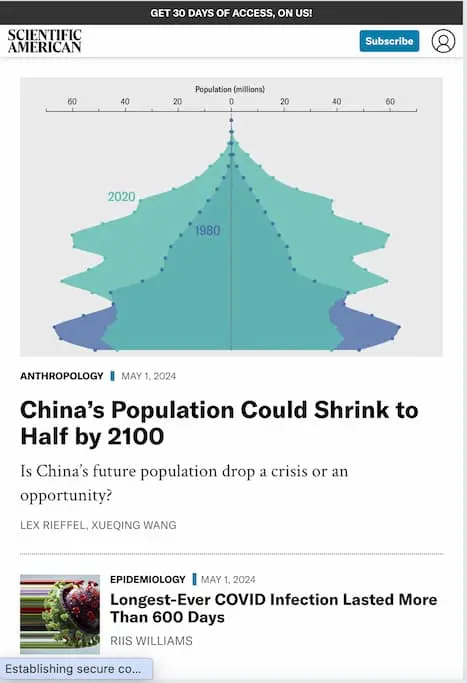 GET 30 DAYS OF ACCESS, ON US!
SCIENTIFIC
AMERICAN
Subscribe
Population (millions)
60 40 20 0 20 40 60
2020
1980
ANTHROPOLOGY MAY 1, 2024
China’s Population Could Shrink to
Half by 2100
Is China’s future population drop a crisis or an
opportunity?
LEX RIEFFEL, XUEQING WANG
EPIDEMIOLOGY MAY 1, 2024
Longest-Ever COVID Infection Lasted More
Than 600 Days
RIIS WILLIAMS
Establishing secure co...